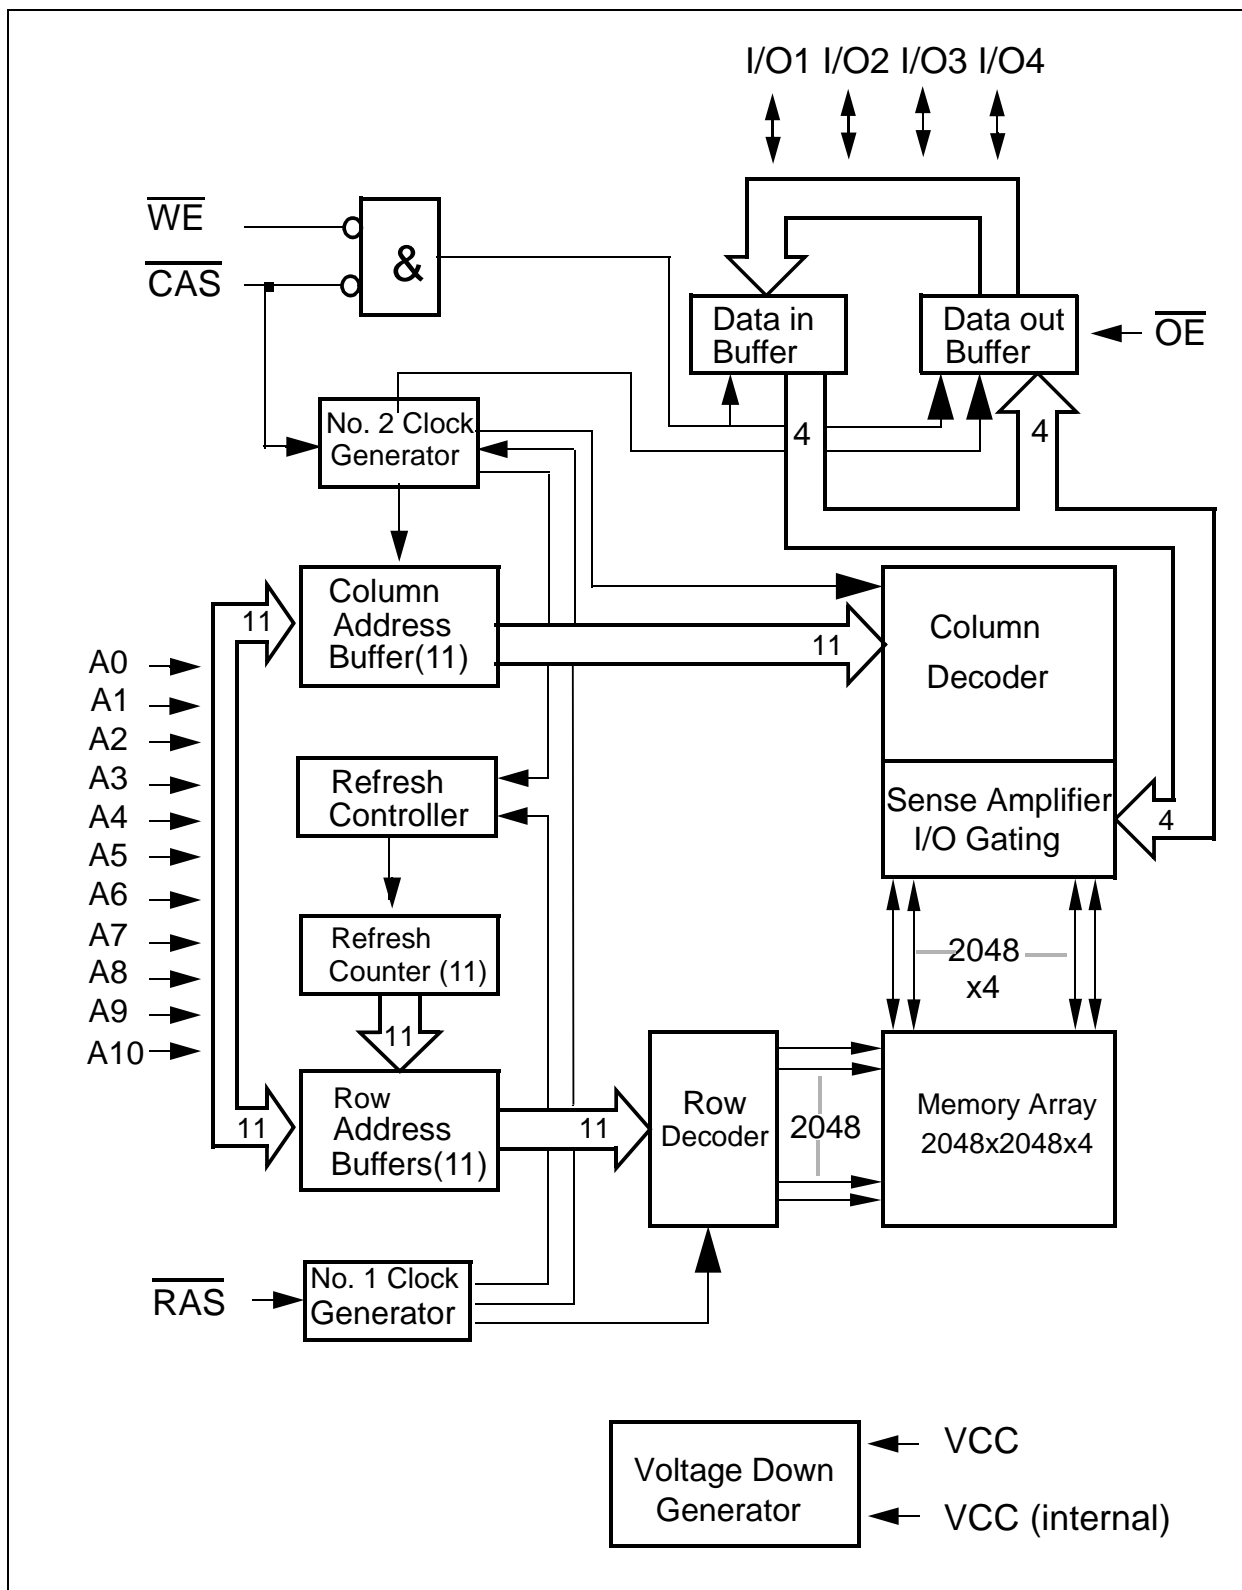 I/O1 I/O2 I/O3 I/O4
WE
CAS
&
Data in
Buffer
Data out
Buffer
OE
No. 2 Clock
Generator
4
4
Column
Address
Buffer(11)
11
11
Column
Decoder
A0
A1
A2
A3
A4
A5
A6
A7
A8
A9
A10
Refresh
Controller
Sense Amplifier
I/O Gating
4
Refresh
Counter (11)
2048
x4
11
Row
Address
Buffers(11)
11
11
Row
Decoder
2048
Memory Array
2048x2048x4
RAS
No. 1 Clock
Generator
Voltage Down
Generator
VCC
VCC (internal)